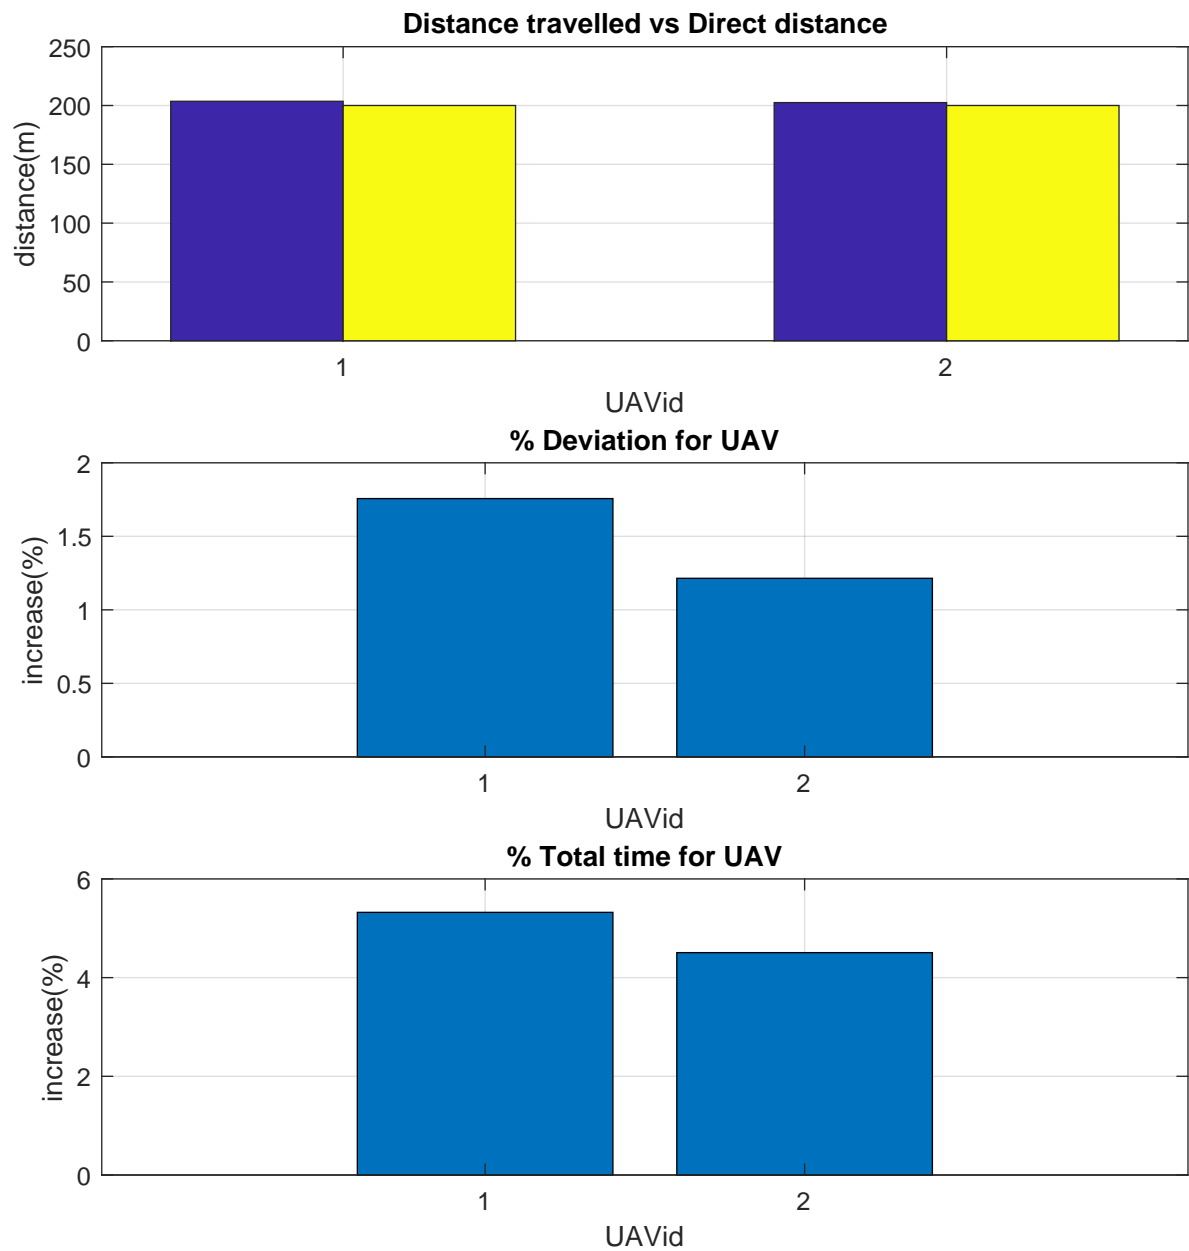 Distance travelled vs Direct distance
250
200
150
100
50
0
distance(m)
1
2
UAVid
% Deviation for UAV
2
1.5
1
0.5
0
increase(%)
1
2
UAVid
% Total time for UAV
6
4
2
0
increase(%)
1
2
UAVid